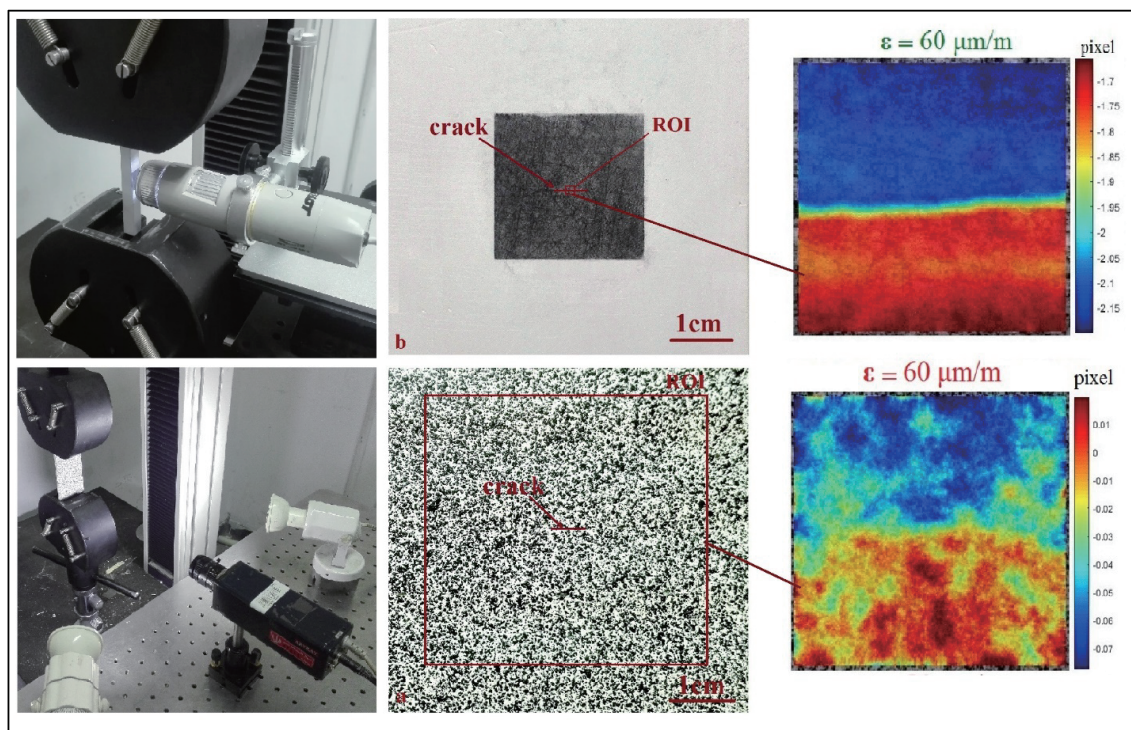 ε = 60 μm/m
pixel
crack
ROI
-1.7
-1.75
-1.8
-1.85
-1.9
-1.95
-2
-2.05
-2.1
-2.15
b
1cm
ε = 60 μm/m
pixel
ROI
crack
0.01
0
-0.01
-0.02
-0.03
-0.04
-0.05
-0.06
-0.07
a
1cm